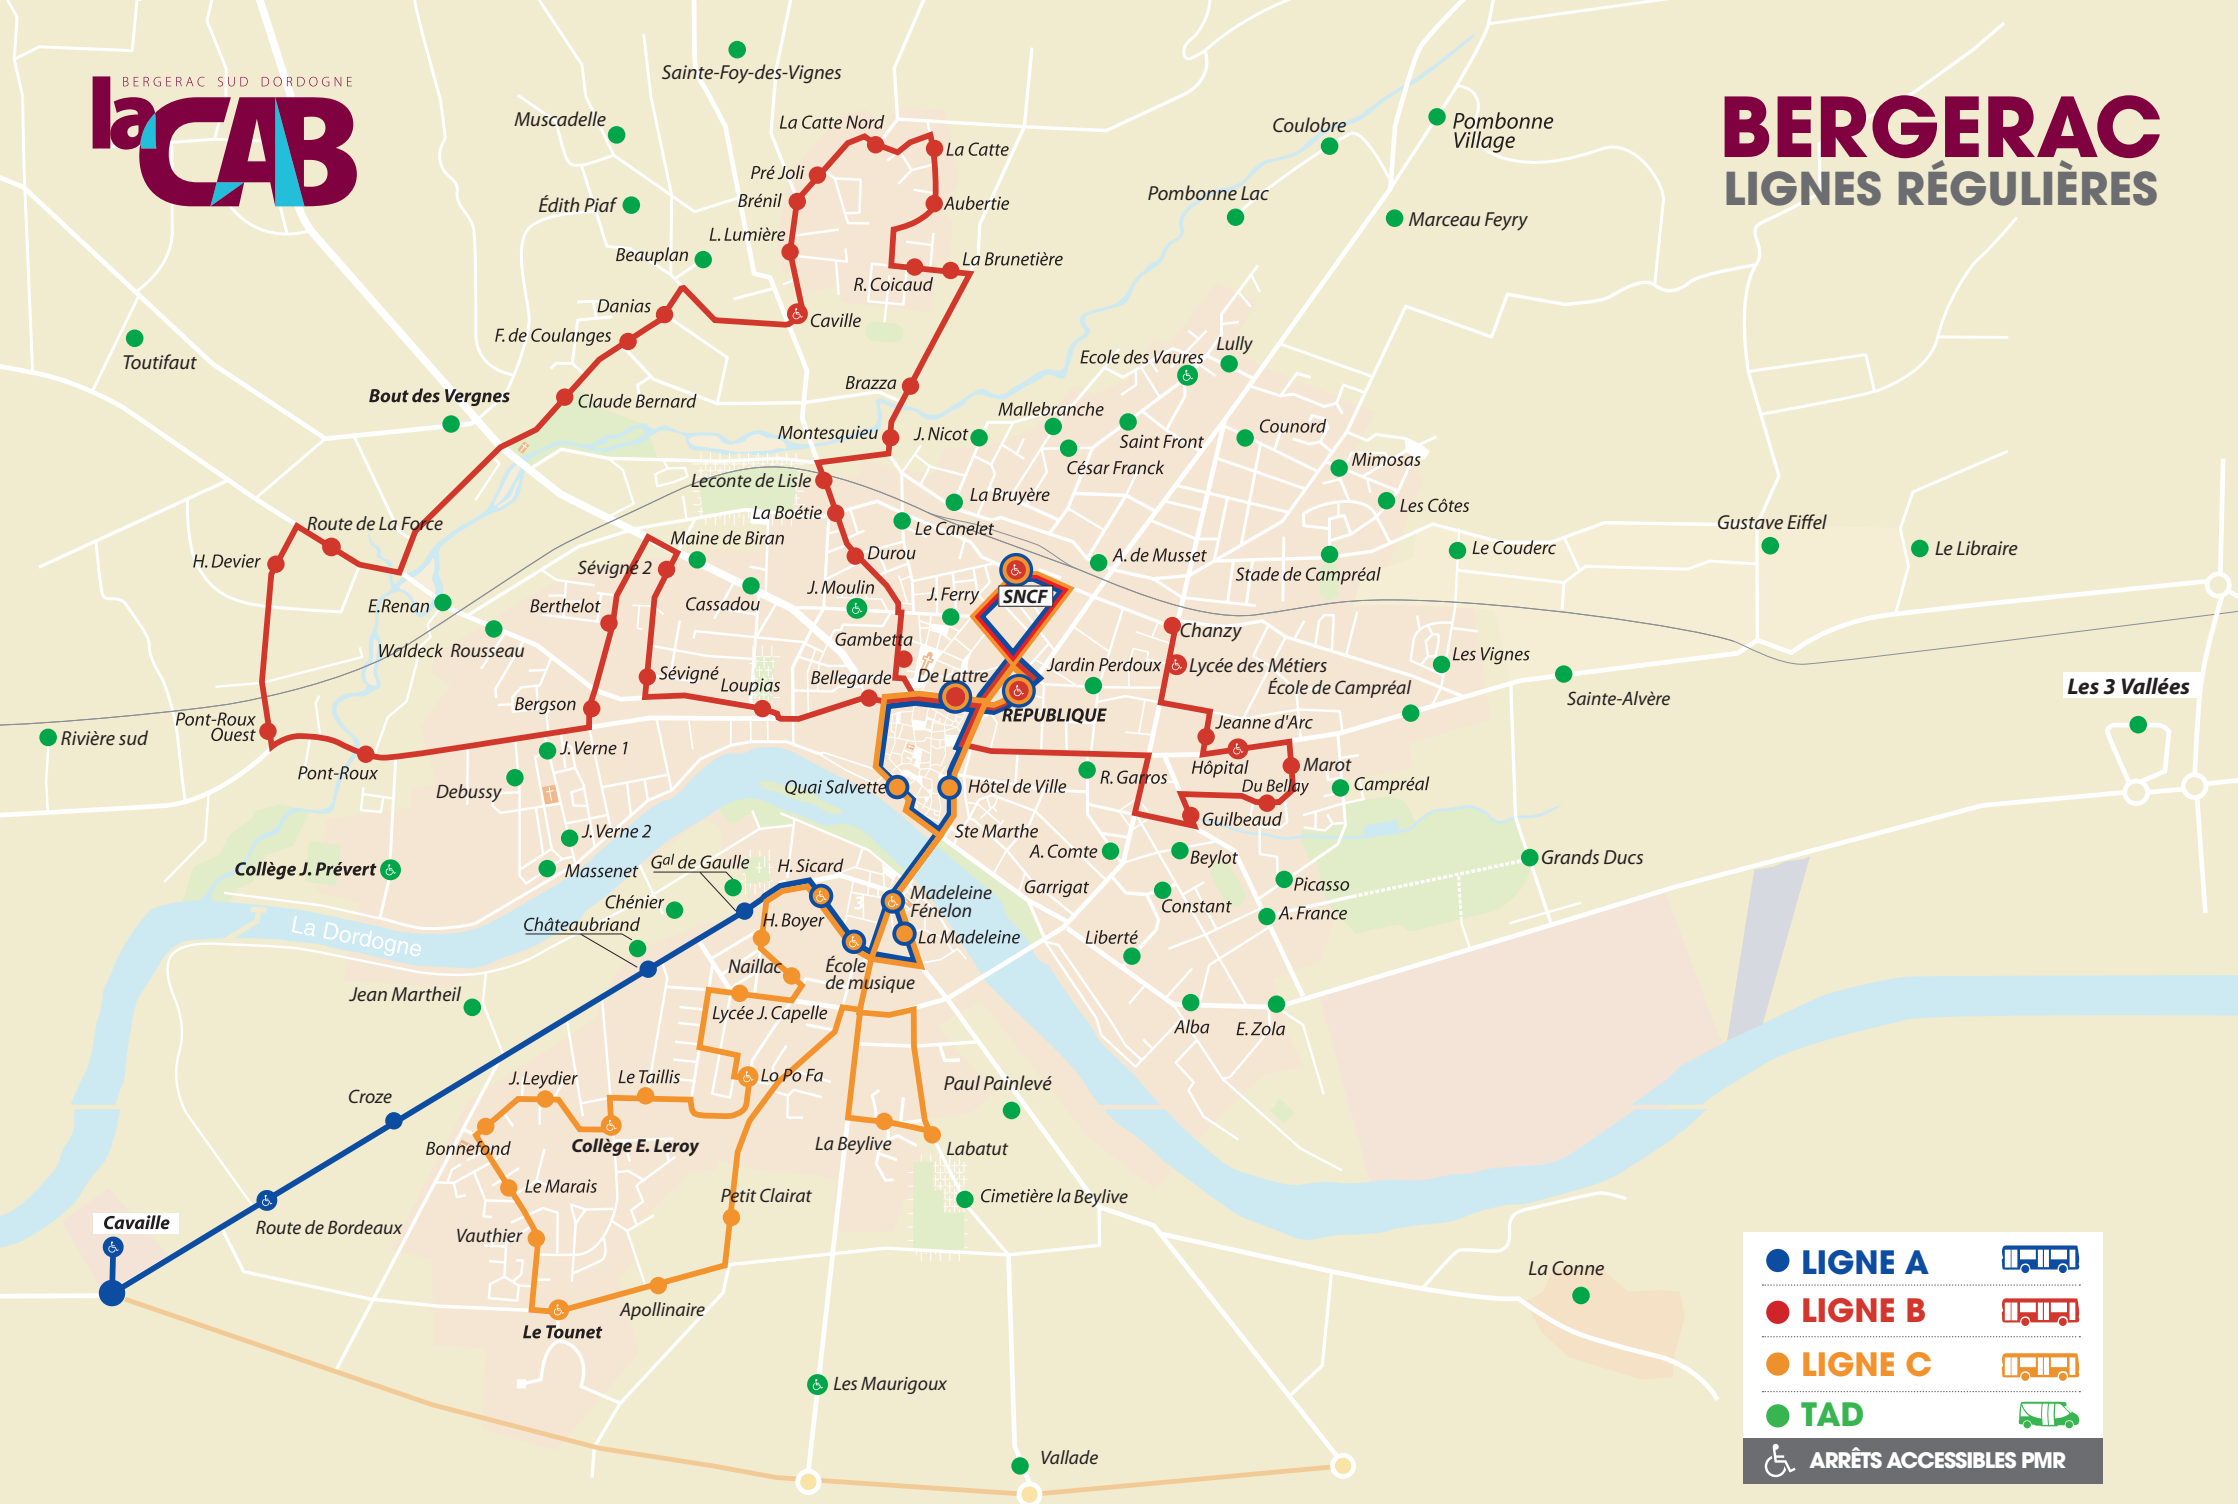 BERGERAC SUD DORDOGNE
la CAB
BERGERAC
LIGNES RÉGULIÈRES
Sainte-Foy-des-Vignes
Muscadelle
La Catte Nord
La Catte
Coulobre
Pombonne
Village
Pré Joli
Brénil
Aubertie
Pombonne Lac
Marceau Feyry
Édith Piaf
L. Lumière
Beauplan
La Brunetière
R. Coicaud
Danias
Caville
F. de Coulanges
Toutifaut
Lully
Ecole des Vaures
Brazza
Bout des Vergnes
Claude Bernard
Mallebranche
Montesquieu
J. Nicot
Saint Front
Counord
César Franck
Mimosas
Leconte de Lisle
La Bruyère
Les Côtes
La Boétie
Le Canelet
Route de La Force
Gustave Eiffel
Maine de Biran
Durou
A. de Musset
Le Couderc
Le Libraire
H. Devier
Sévigne 2
Stade de Campréal
J. Moulin
J. Ferry
SNCF
E.Renan
Berthelot
Cassadou
Chanzy
Gambetta
Waldeck Rousseau
Jardin Perdoux
Lycée des Métiers
Les Vignes
Sévigné
Loupias
Bellegarde
De Lattre
École de Campréal
Les 3 Vallées
Sainte-Alvère
Bergson
RÉPUBLIQUE
Pont-Roux
Ouest
Rivière sud
Jeanne d'Arc
J. Verne 1
Hôpital
Marot
Pont-Roux
R. Garros
Debussy
Quai Salvette
Hôtel de Ville
Du Bellay
Campréal
Guilbeaud
J. Verne 2
Ste Marthe
A. Comte
Beylot
Grands Ducs
Collège J. Prévert
Massenet
Gal de Gaulle
H. Sicard
Garrigat
Picasso
Madeleine
Fénelon
Chénier
Constant
A. France
Châteaubriand
H. Boyer
3
La Dordogne
La Madeleine
Liberté
Naillac
École
de musique
Jean Martheil
Lycée J. Capelle
Alba
E. Zola
J. Leydier
Le Taillis
Lo Po Fa
Paul Painlevé
Croze
Bonnefond
Collège E. Leroy
La Beylive
Labatut
Le Marais
Petit Clairat
Cimetière la Beylive
Cavaille
Route de Bordeaux
Vauthier
La Conne
Apollinaire
Le Tounet
Les Maurigoux
Vallade
LIGNE A
LIGNE B
LIGNE C
TAD
ARRÊTS ACCESSIBLES PMR